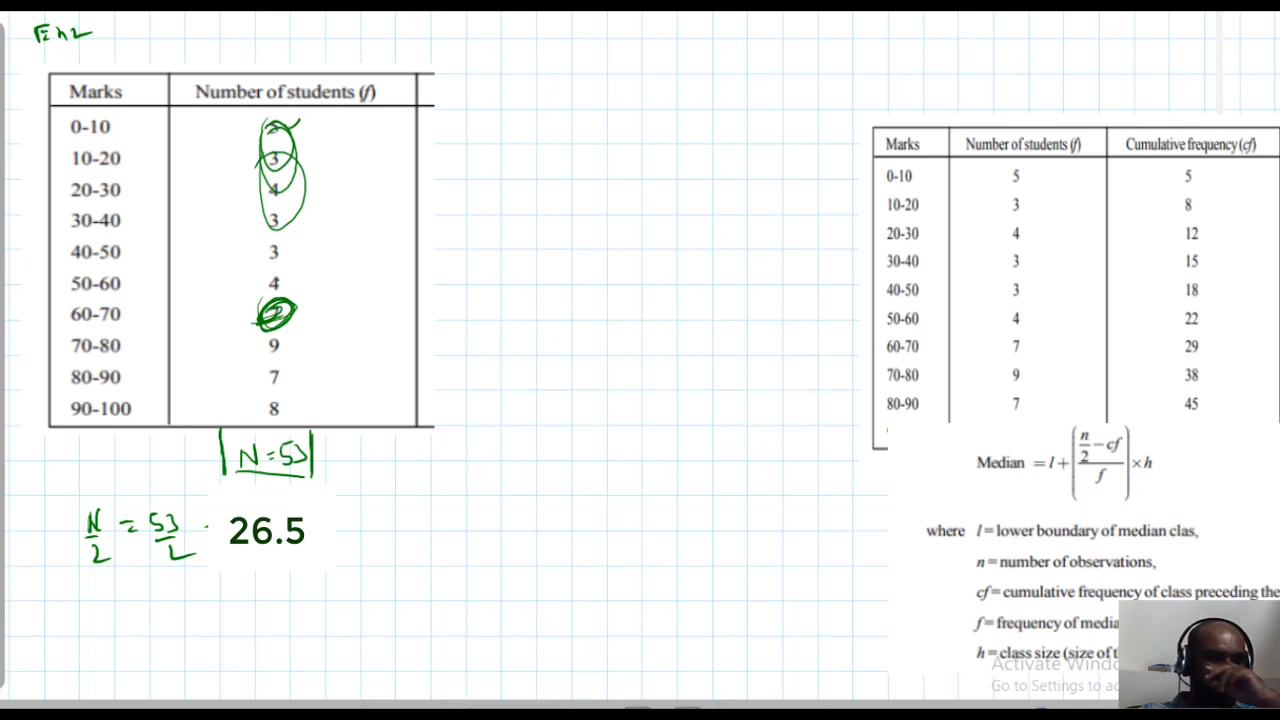 Marks Number of students (f)
0-10
10-20 3
20-30 4
30-40 3
40-50 3
50-60 4
60-70
70-80 9
80-90 7
90-100 8
N = 53
N/2 = 53/2
26.5
Marks Number of students (f) Cumulative frequency (cf)
0-10 5 5
10-20 3 8
20-30 4 12
30-40 3 15
40-50 3 18
50-60 4 22
60-70 7 29
70-80 9 38
80-90 7 45
Median = l + (n/2 − cf / f) × h
where l = lower boundary of median clas,
n = number of observations,
cf = cumulative frequency of class preceding the
f = frequency of media
h = class size (size of t
Activate Windo
Go to Settings to ac